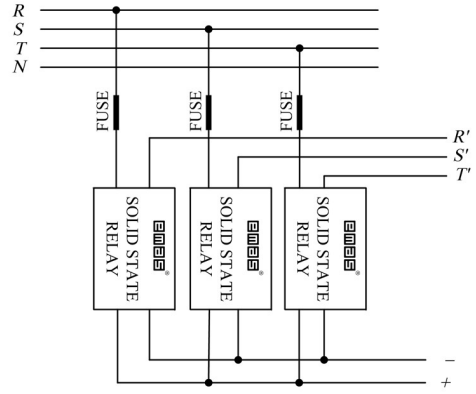 R
S
T
N
FUSE
FUSE
FUSE
R'
S'
T'
SOLID STATE
RELAY
SOLID STATE
RELAY
SOLID STATE
RELAY
−
+